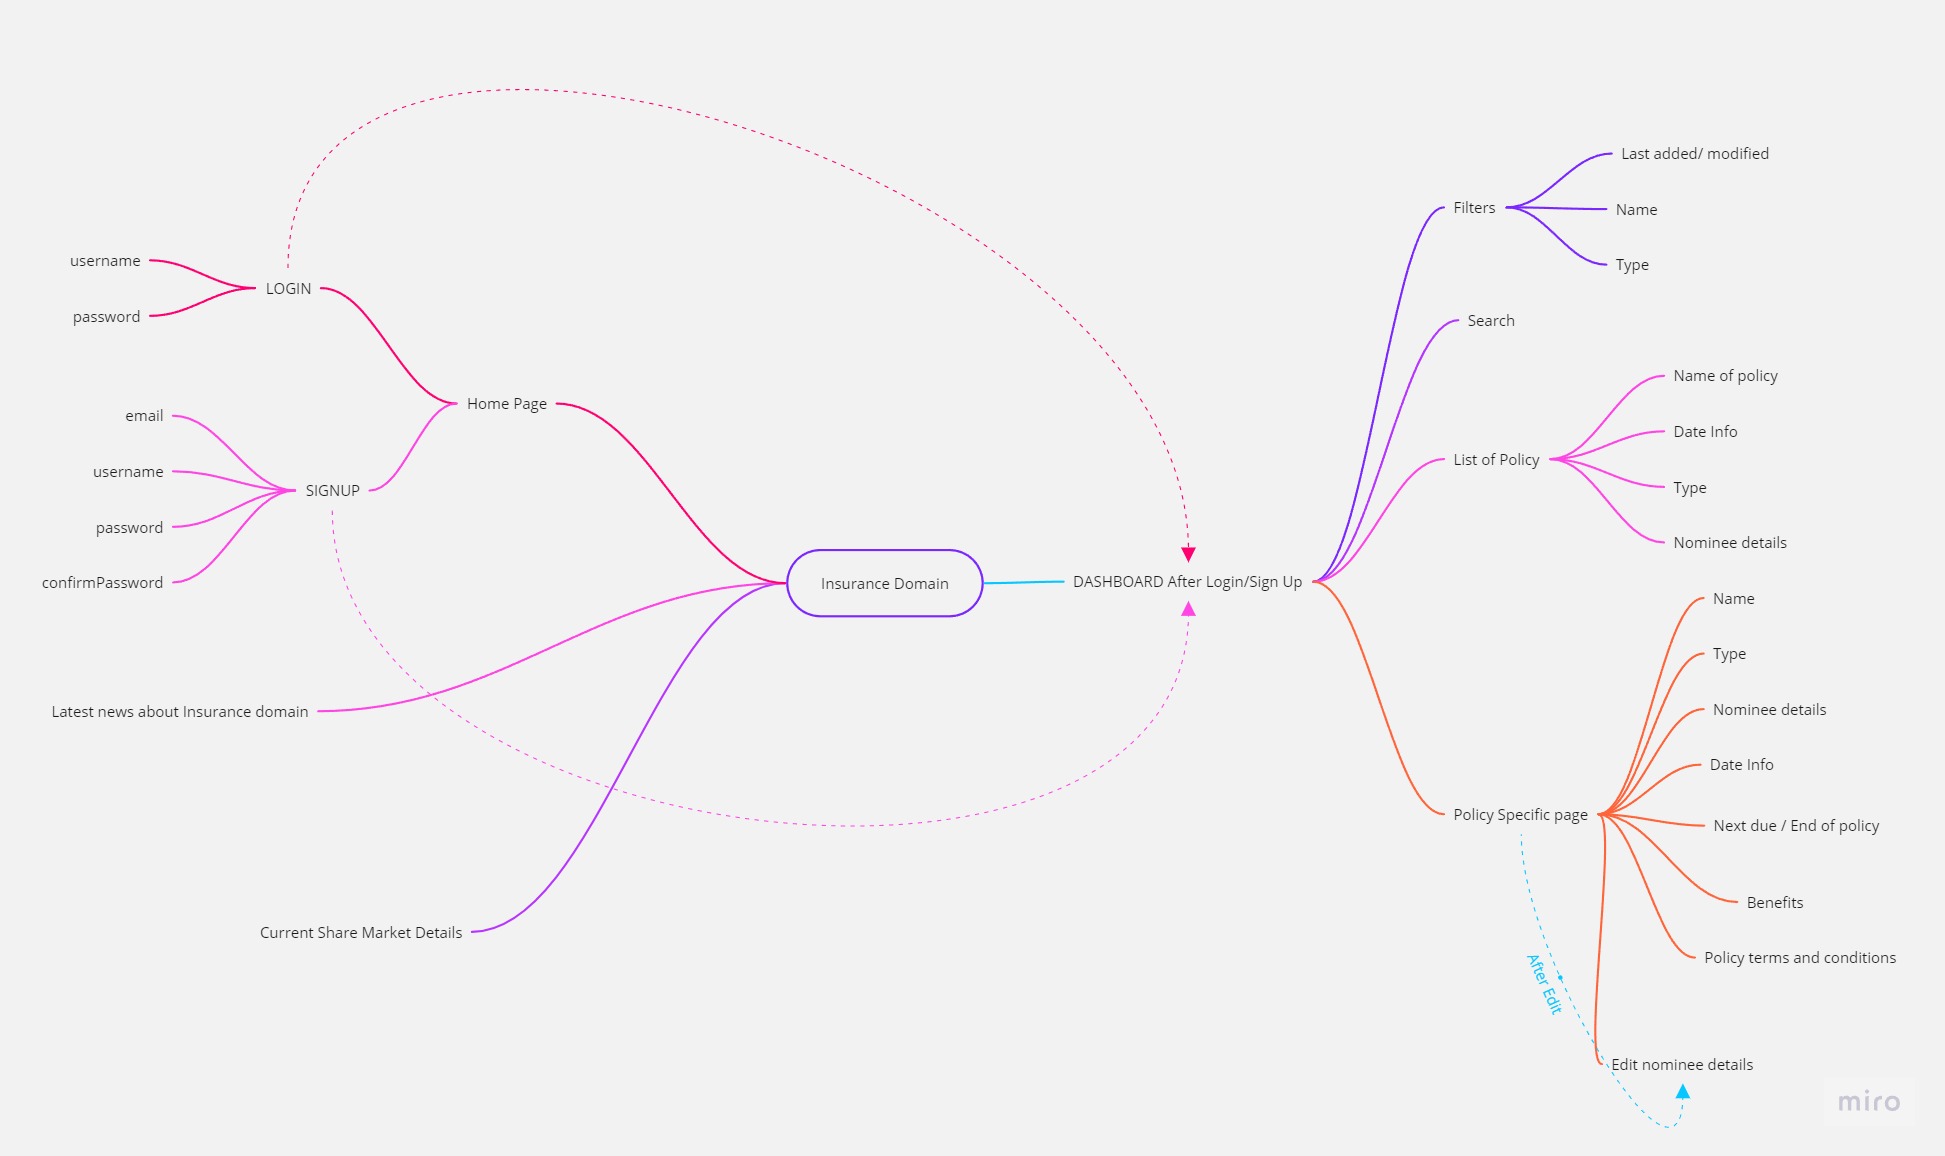 username
LOGIN
password
Home Page
email
username
SIGNUP
password
confirmPassword
Latest news about Insurance domain
Current Share Market Details
Insurance Domain
DASHBOARD After Login/Sign Up
Filters
Last added/ modified
Name
Type
Search
List of Policy
Name of policy
Date Info
Type
Nominee details
Policy Specific page
Name
Type
Nominee details
Date Info
Next due / End of policy
Benefits
Policy terms and conditions
After Edit
Edit nominee details
miro